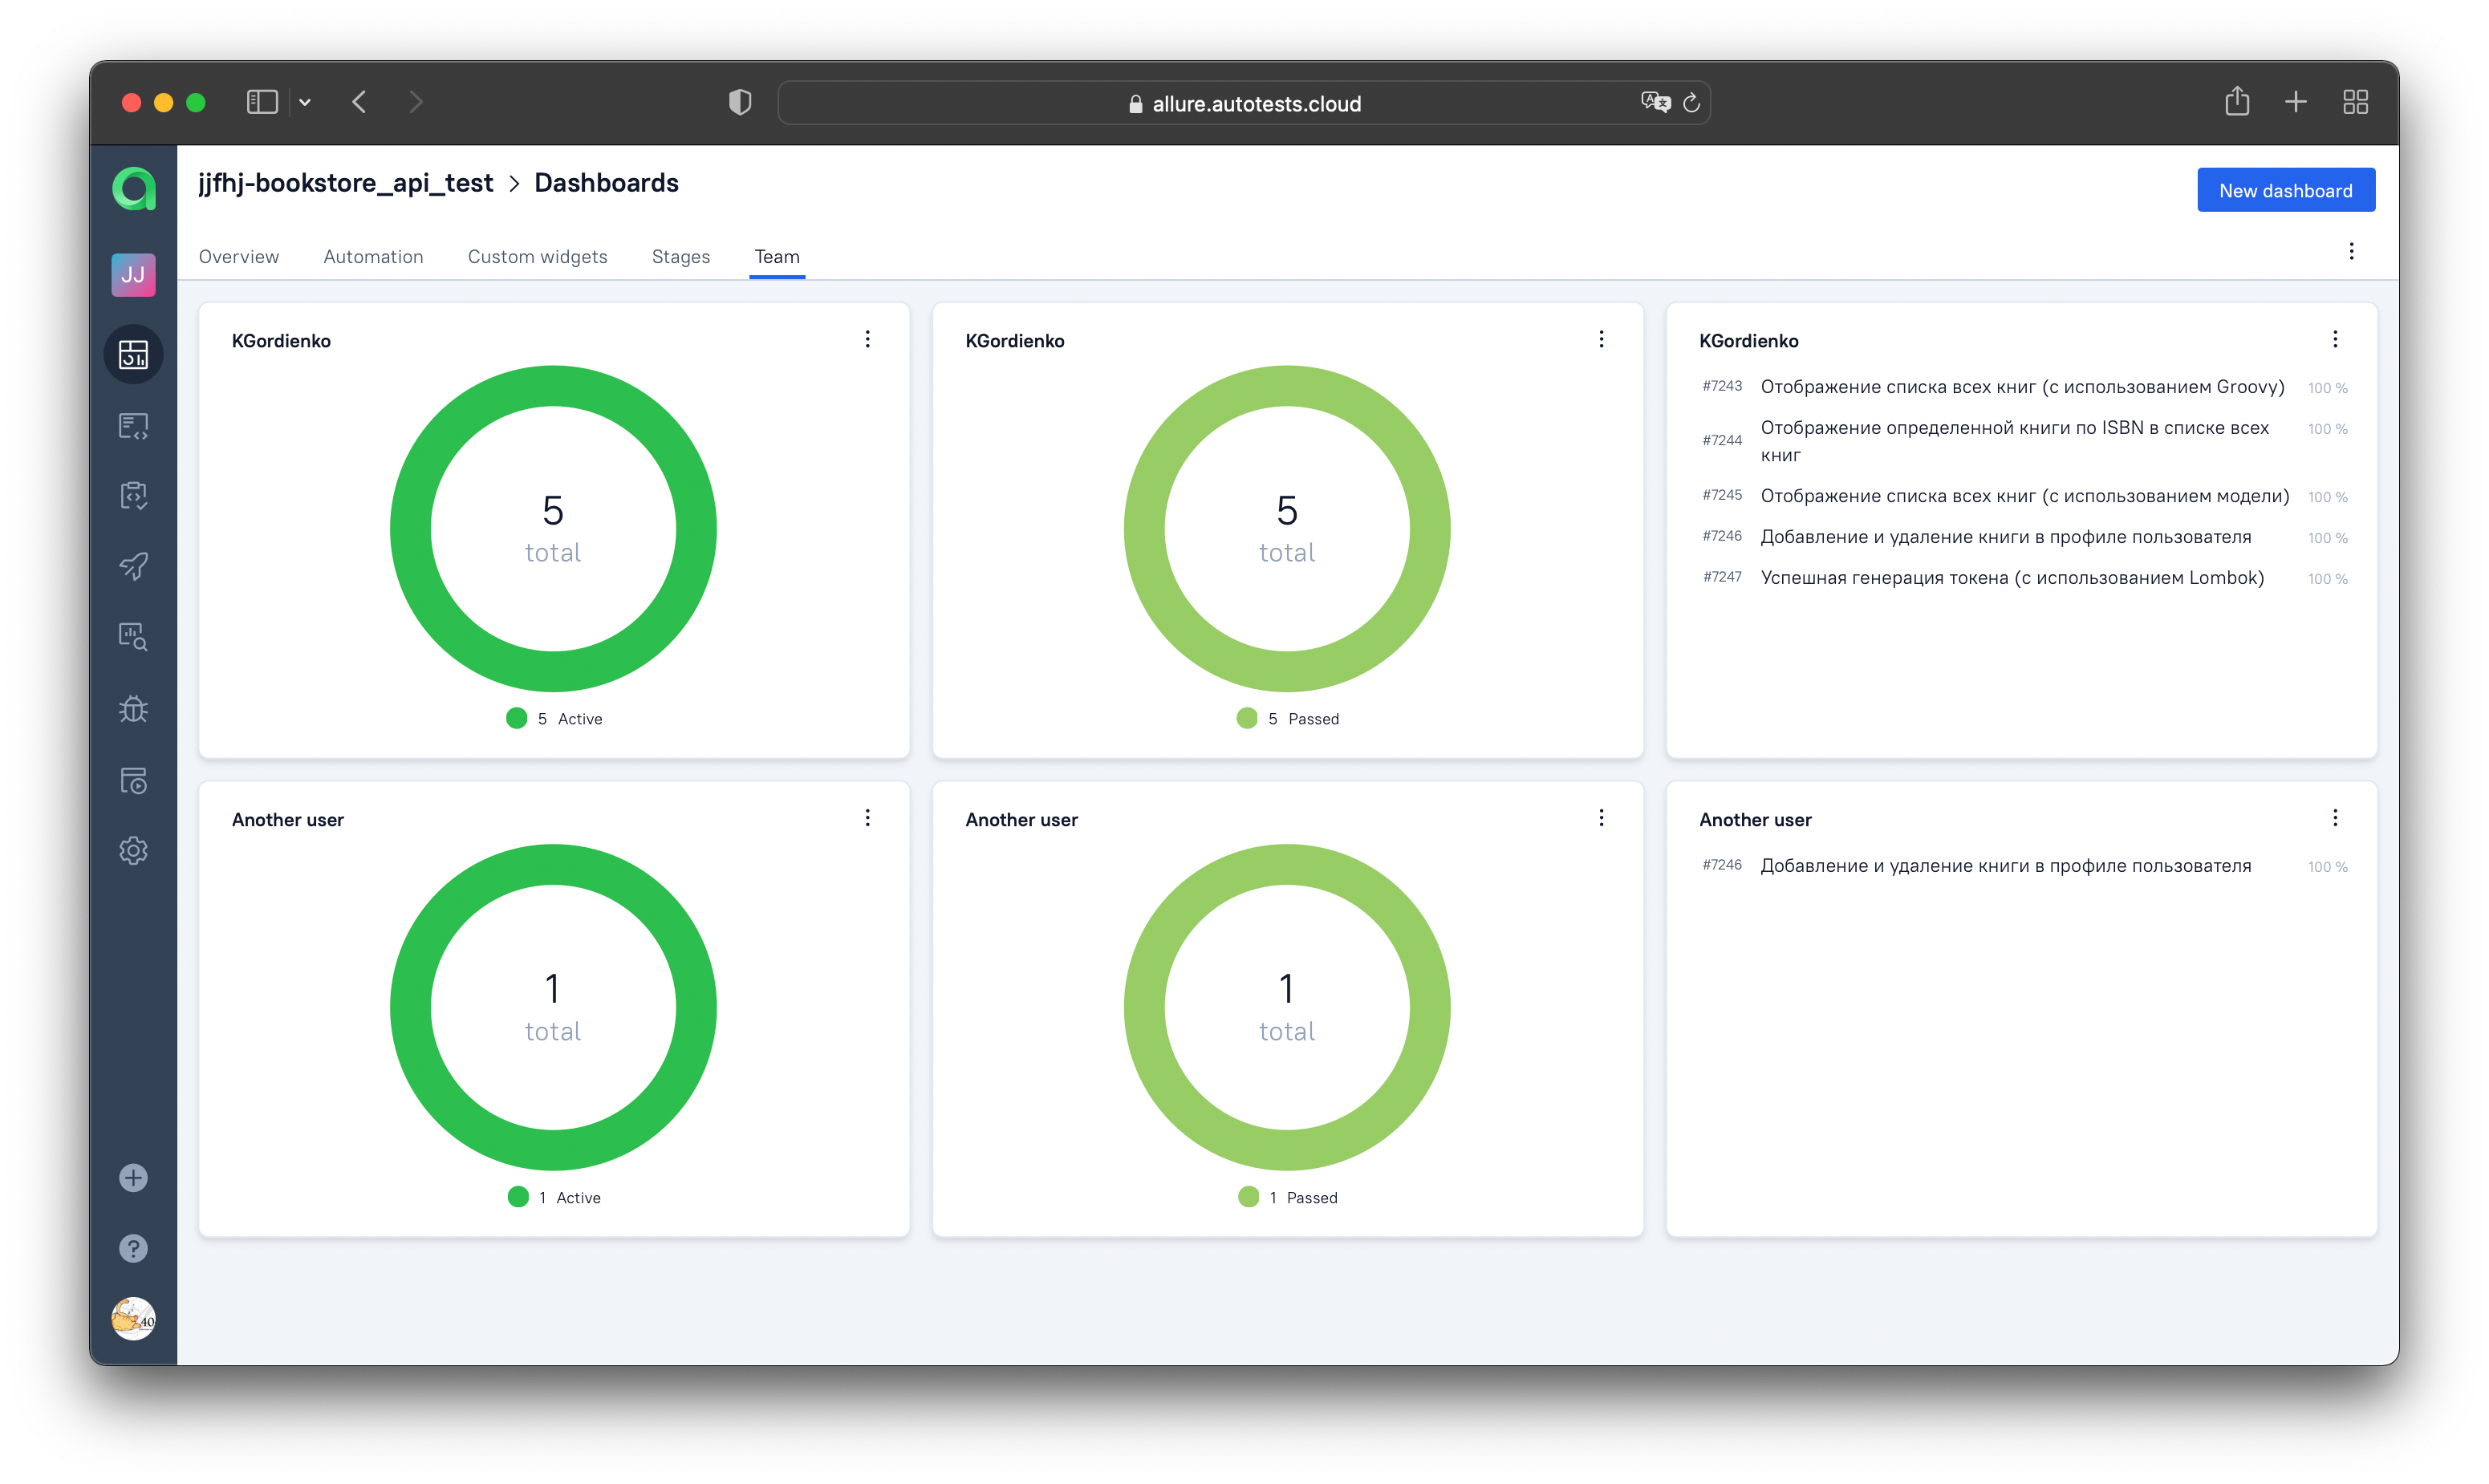 allure.autotests.cloud
jjfhj-bookstore_api_test > Dashboards
New dashboard
JJ
Overview Automation Custom widgets Stages Team
KGordienko
5
total
5 Active
KGordienko
5
total
5 Passed
KGordienko
#7243 Отображение списка всех книг (с использованием Groovy) 100 %
#7244 Отображение определенной книги по ISBN в списке всех 100 %
книг
#7245 Отображение списка всех книг (с использованием модели) 100 %
#7246 Добавление и удаление книги в профиле пользователя 100 %
#7247 Успешная генерация токена (с использованием Lombok) 100 %
Another user
1
total
1 Active
Another user
1
total
1 Passed
Another user
#7246 Добавление и удаление книги в профиле пользователя 100 %
40